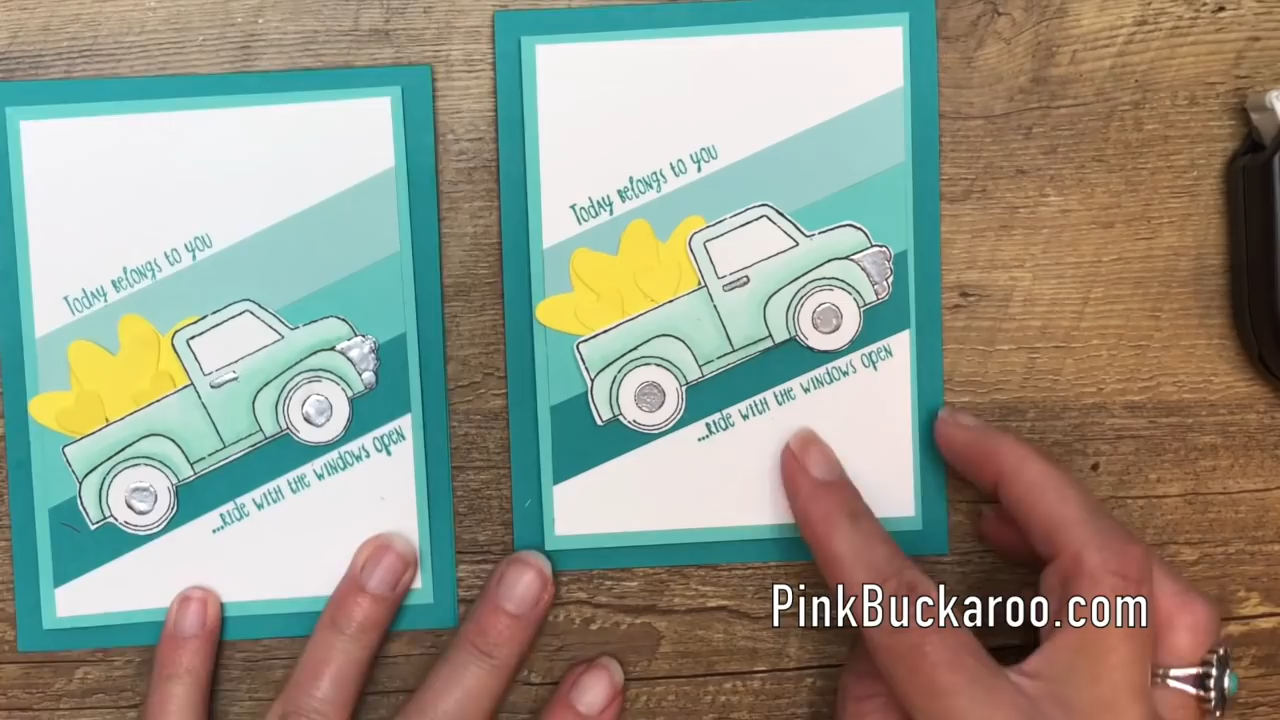 Today belongs to you
...ride with the windows open
Today belongs to you
...ride with the windows open
PinkBuckaroo.com